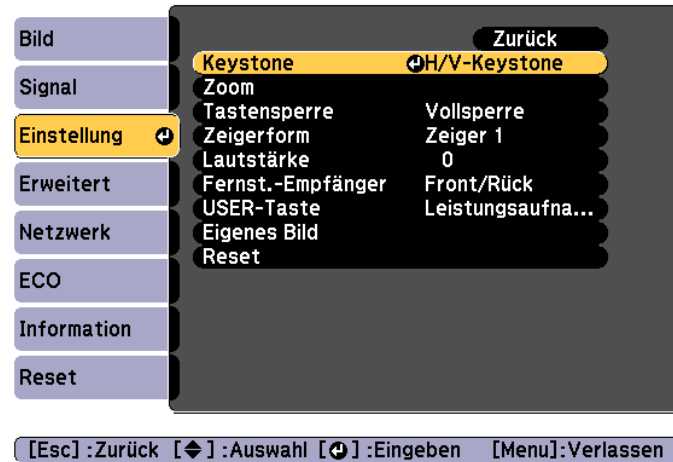 Bild
Signal
Einstellung
Erweitert
Netzwerk
ECO
Information
Reset
Zurück
Keystone H/V-Keystone
Zoom
Tastensperre Vollsperre
Zeigerform Zeiger 1
Lautstärke 0
Fernst.-Empfänger Front/Rück
USER-Taste Leistungsaufna...
Eigenes Bild
Reset
[Esc] :Zurück [ ] :Auswahl [ ] :Eingeben [Menu]:Verlassen